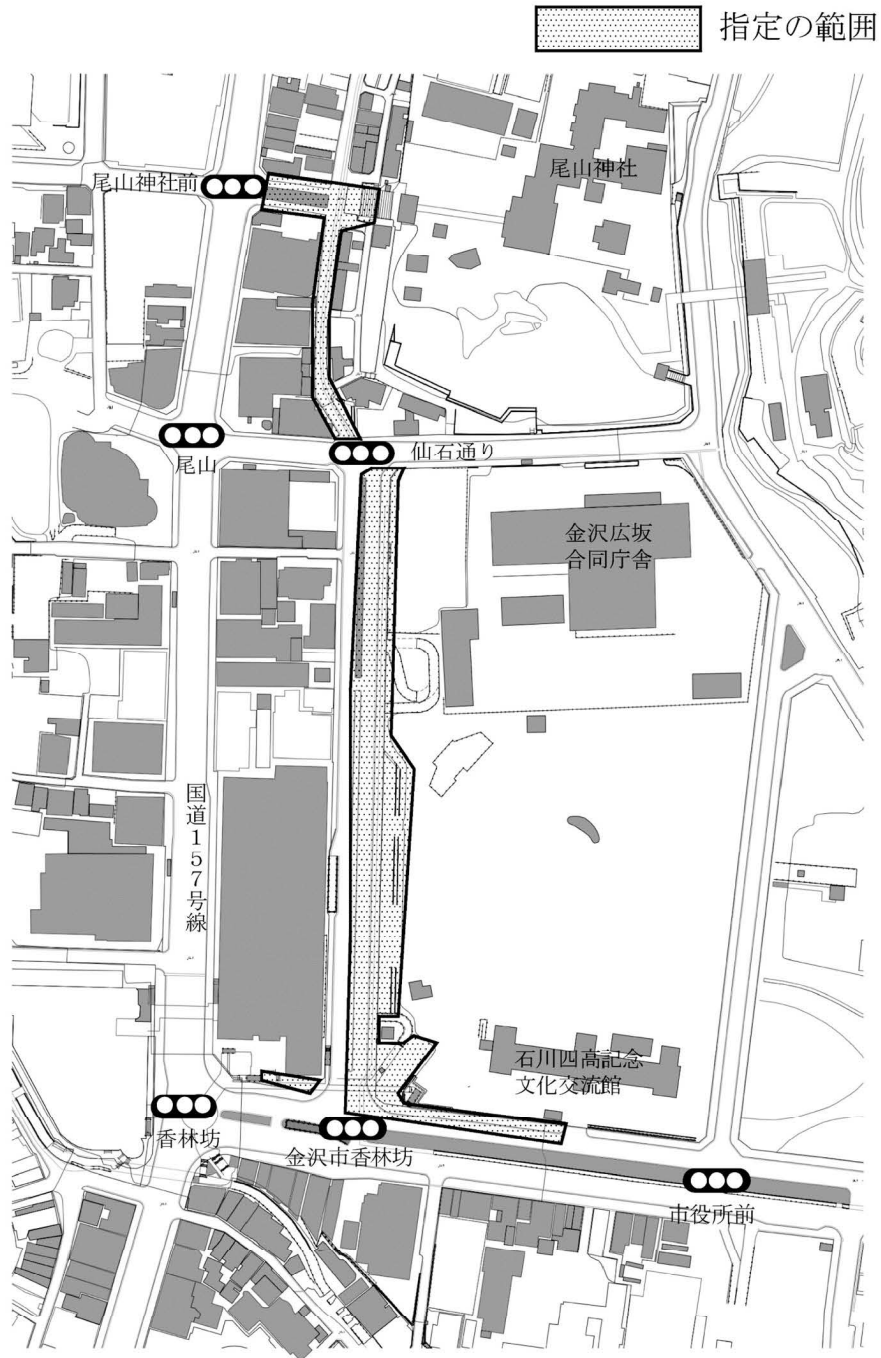 指定の範囲
尾山神社前
尾山神社
尾山
仙石通り
金沢広坂
合同庁舎
国道157号線
石川四高記念
文化交流館
香林坊
金沢市香林坊
市役所前